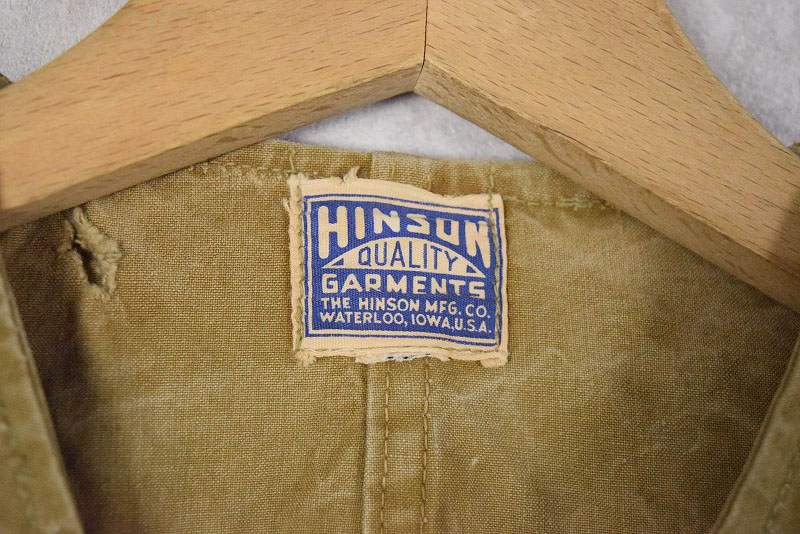 HINSON
QUALITY
GARMENTS
THE HINSON MFG. CO.
WATERLOO, IOWA, U.S.A.